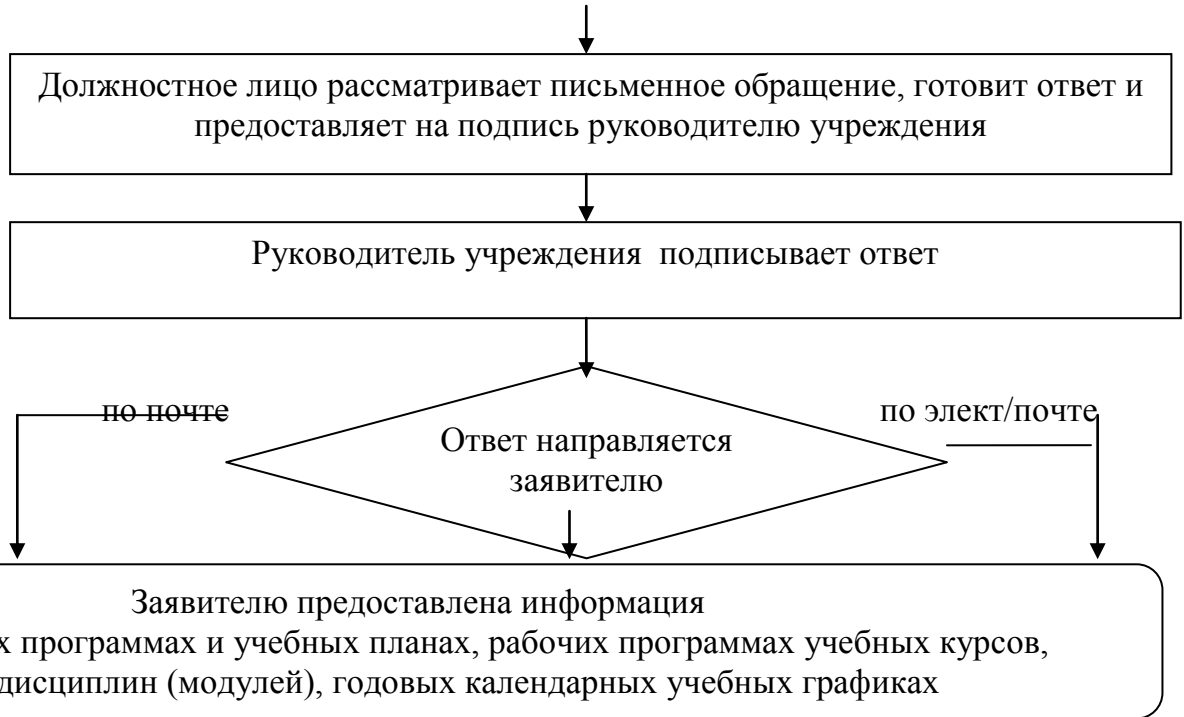 Должностное лицо рассматривает письменное обращение, готовит ответ и
предоставляет на подпись руководителю учреждения
Руководитель учреждения подписывает ответ
по почте
по элект/почте
Ответ направляется
заявителю
Заявителю предоставлена информация
х программах и учебных планах, рабочих программах учебных курсов,
дисциплин (модулей), годовых календарных учебных графиках